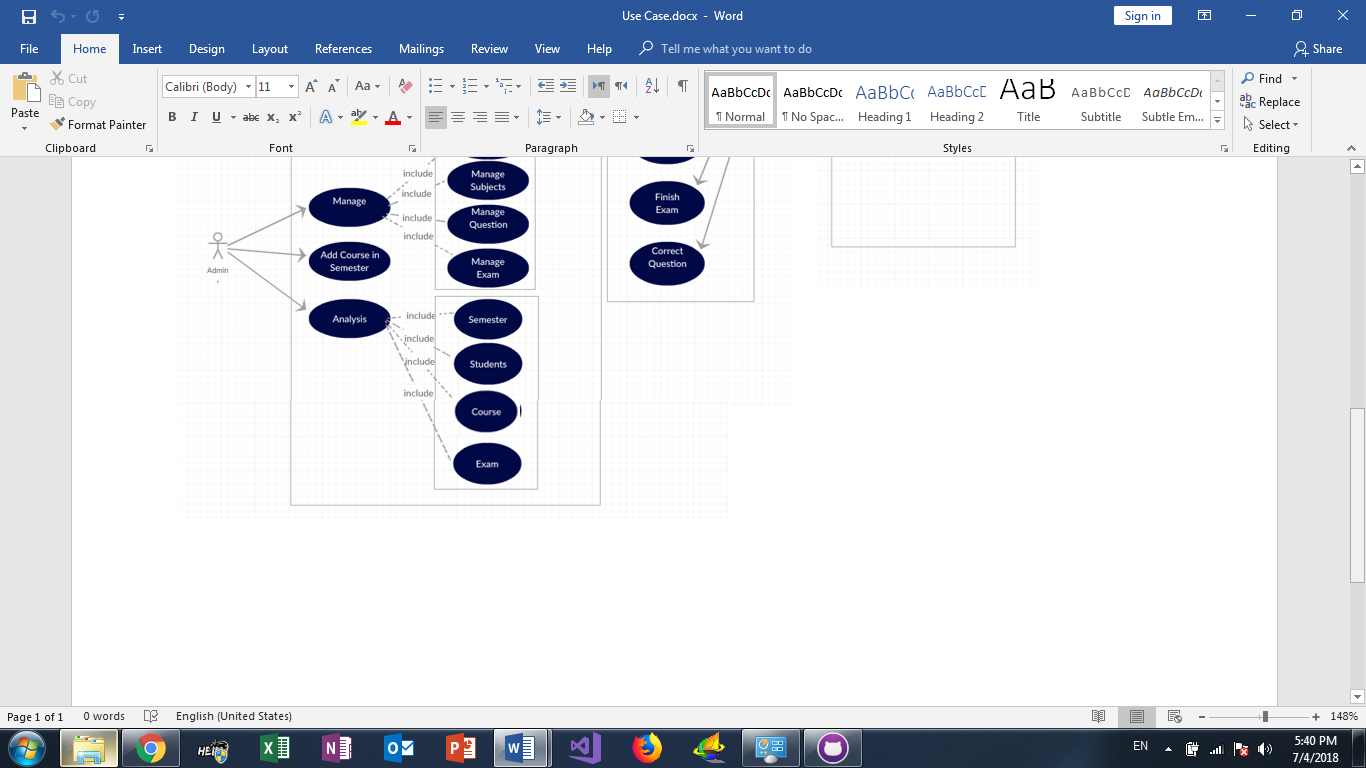 Use Case.docx - Word
Sign in
File Home Insert Design Layout References Mailings Review View Help Tell me what you want to do Share
Paste
Cut
Copy
Format Painter
Clipboard
Calibri (Body) 11
Aa
B I U abc x₂ x²
A A
Font
Paragraph
AaBbCcDc
¶ Normal
AaBbCcDc
¶ No Spac...
AaBbCc
Heading 1
AaBbCcD
Heading 2
AaB
Title
AaBbCcD
Subtitle
AaBbCcDc
Subtle Em...
Styles
Find
Replace
Select
Editing
Admin
Manage
Add Course in
Semester
Analysis
include
include
include
include
Manage
Subjects
Manage
Question
Manage
Exam
include
include
include
include
Semester
Students
Course
Exam
Finish
Exam
Correct
Question
Page 1 of 1 0 words English (United States) 148%
EN
5:40 PM
7/4/2018